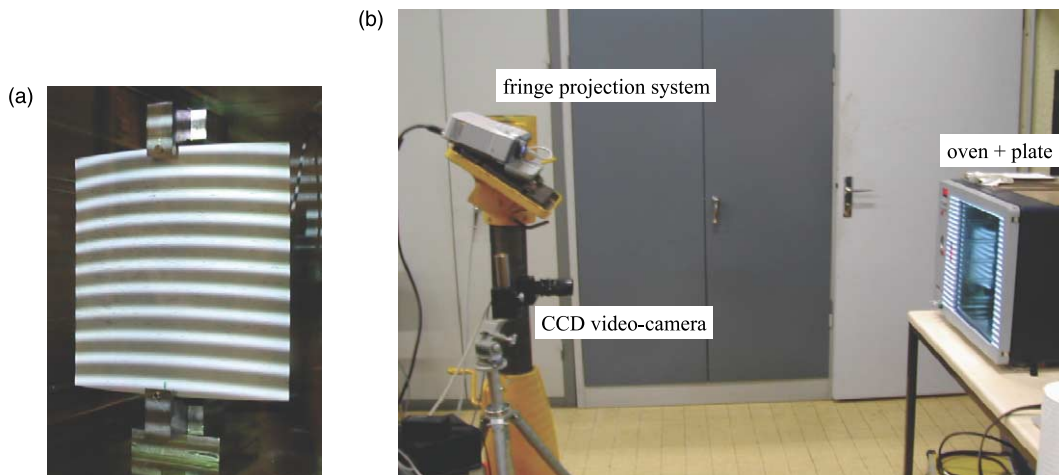 (a)
(b)
fringe projection system
oven + plate
CCD video-camera